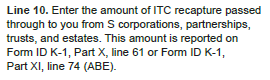 Line 10. Enter the amount of ITC recapture passed
through to you from S corporations, partnerships,
trusts, and estates. This amount is reported on
Form ID K-1, Part X, line 61 or Form ID K-1,
Part XI, line 74 (ABE).